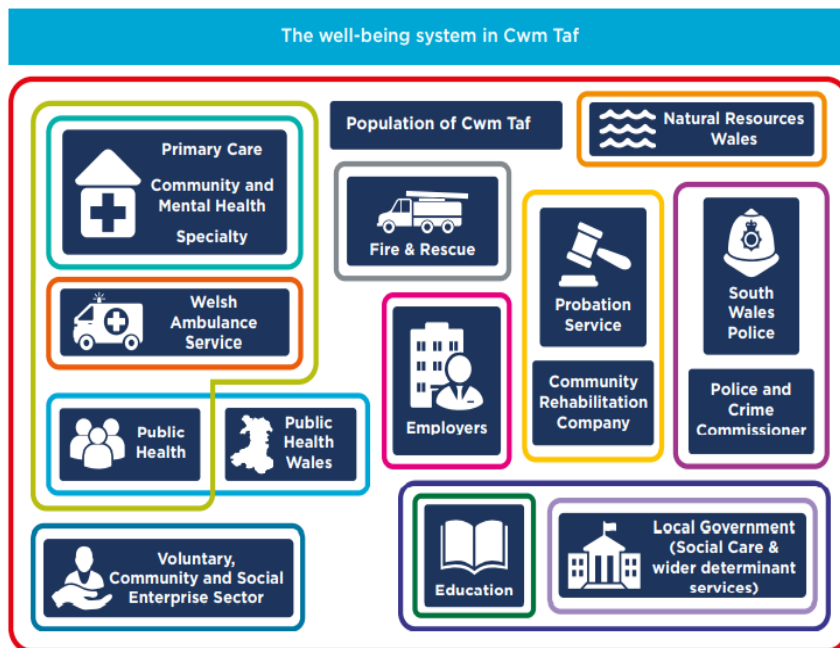 The well-being system in Cwm Taf
Primary Care
Community and
Mental Health
Specialty
Population of Cwm Taf
Natural Resources
Wales
Fire & Rescue
Welsh
Ambulance
Service
Probation
Service
South
Wales
Police
Employers
Community
Rehabilitation
Company
Police and
Crime
Commissioner
Public
Health
Public
Health
Wales
Voluntary,
Community and Social
Enterprise Sector
Education
Local Government
(Social Care &
wider determinant
services)